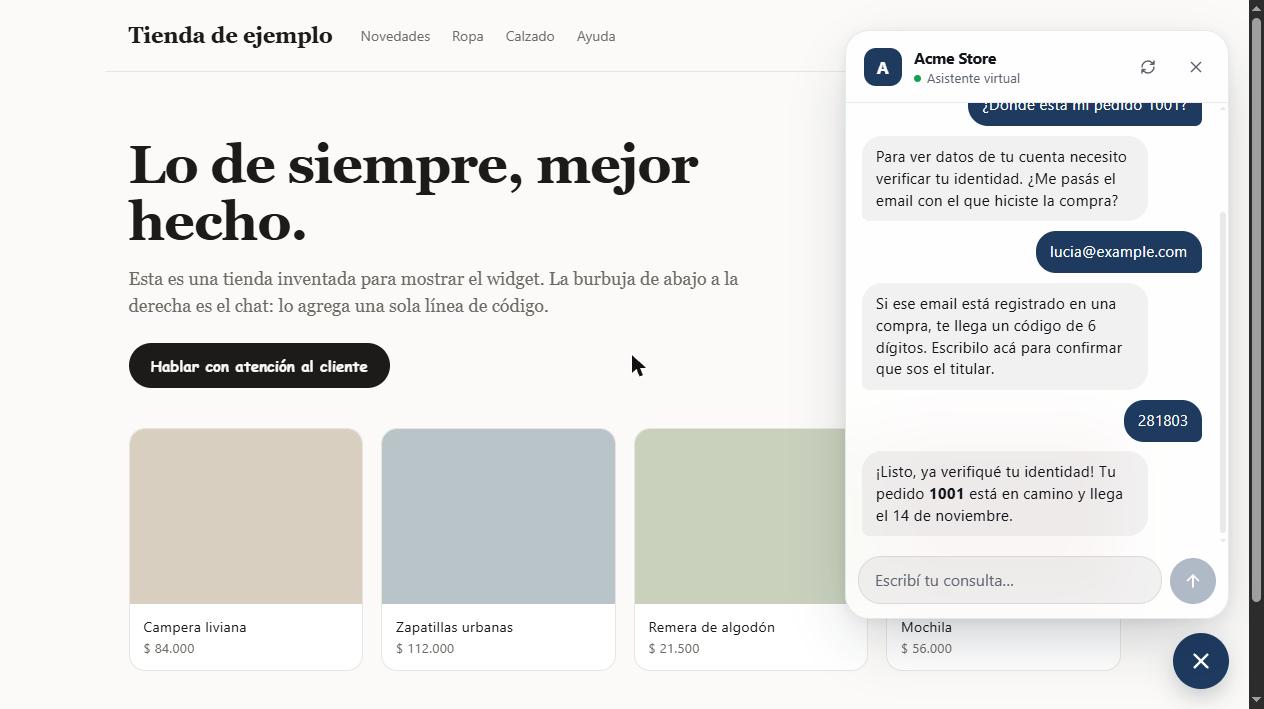 Tienda de ejemplo
Novedades
Ropa
Calzado
Ayuda
Lo de siempre, mejor
hecho.
Esta es una tienda inventada para mostrar el widget. La burbuja de abajo a la
derecha es el chat: lo agrega una sola línea de código.
Hablar con atención al cliente
Campera liviana
$ 84.000
Zapatillas urbanas
$ 112.000
Remera de algodón
$ 21.500
Mochila
$ 56.000
A
Acme Store
Asistente virtual
¿Dónde está mi pedido 1001?
Para ver datos de tu cuenta necesito
verificar tu identidad. ¿Me pasás el
email con el que hiciste la compra?
lucia@example.com
Si ese email está registrado en una
compra, te llega un código de 6
dígitos. Escribilo acá para confirmar
que sos el titular.
281803
¡Listo, ya verifiqué tu identidad! Tu
pedido 1001 está en camino y llega
el 14 de noviembre.
Escribí tu consulta...